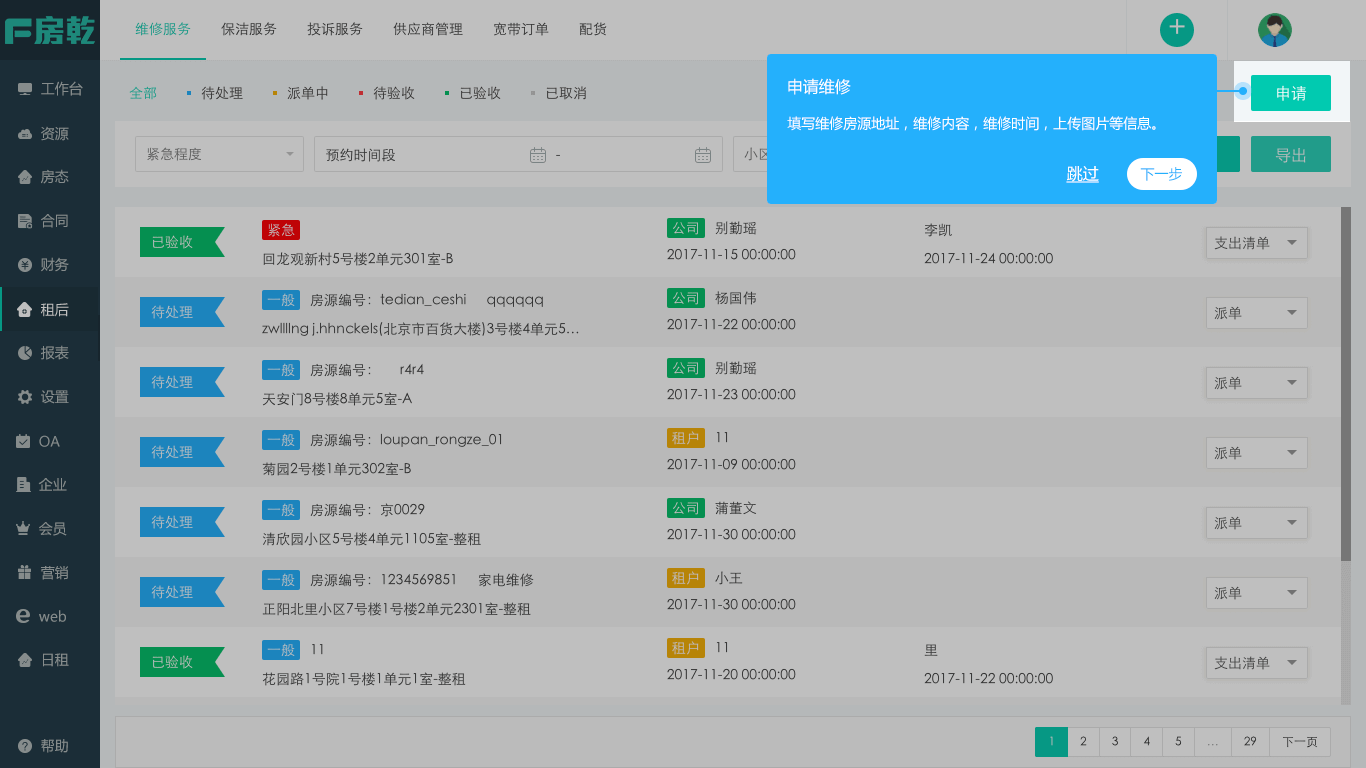 房乾
维修服务 保洁服务 投诉服务 供应商管理 宽带订单 配货
工作台
资源
房态
合同
财务
租后
报表
设置
OA
企业
会员
营销
web
日租
帮助
全部 待处理 派单中 待验收 已验收 已取消
申请
申请维修
填写维修房源地址，维修内容，维修时间，上传图片等信息。
跳过 下一步
紧急程度 预约时间段 - 小区 导出
已验收 紧急 公司 别勤瑶 李凯 支出清单
回龙观新村5号楼2单元301室-B 2017-11-15 00:00:00 2017-11-24 00:00:00
待处理 一般 房源编号：tedian_ceshi qqqqqq 公司 杨国伟 派单
zwllllng j.hhnckels(北京市百货大楼)3号楼4单元5... 2017-11-22 00:00:00
待处理 一般 房源编号： r4r4 公司 别勤瑶 派单
天安门8号楼8单元5室-A 2017-11-23 00:00:00
待处理 一般 房源编号：loupan_rongze_01 租户 11 派单
菊园2号楼1单元302室-B 2017-11-09 00:00:00
待处理 一般 房源编号：京0029 公司 蒲董文 派单
清欣园小区5号楼4单元1105室-整租 2017-11-30 00:00:00
待处理 一般 房源编号：1234569851 家电维修 租户 小王 派单
正阳北里小区7号楼1号楼2单元2301室-整租 2017-11-30 00:00:00
已验收 一般 11 租户 11 里 支出清单
花园路1号院1号楼1单元1室-整租 2017-11-20 00:00:00 2017-11-22 00:00:00
1 2 3 4 5 ... 29 下一页